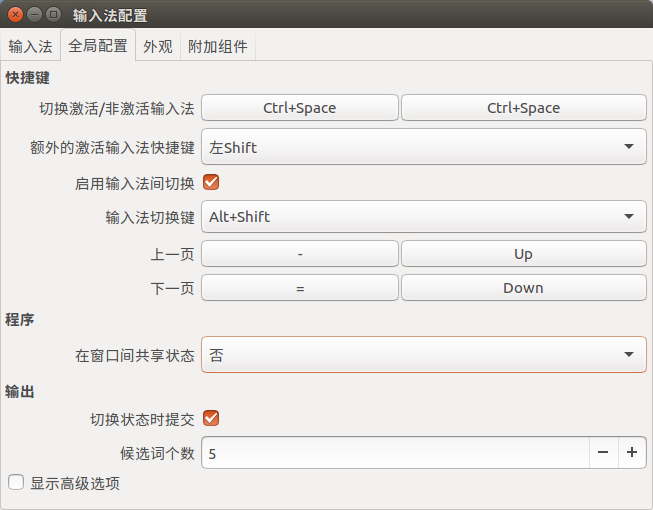 输入法配置
输入法 全局配置 外观 附加组件
快捷键
切换激活/非激活输入法 Ctrl+Space Ctrl+Space
额外的激活输入法快捷键 左Shift
启用输入法间切换
输入法切换键 Alt+Shift
上一页 - Up
下一页 = Down
程序
在窗口间共享状态 否
输出
切换状态时提交
候选词个数 5
显示高级选项